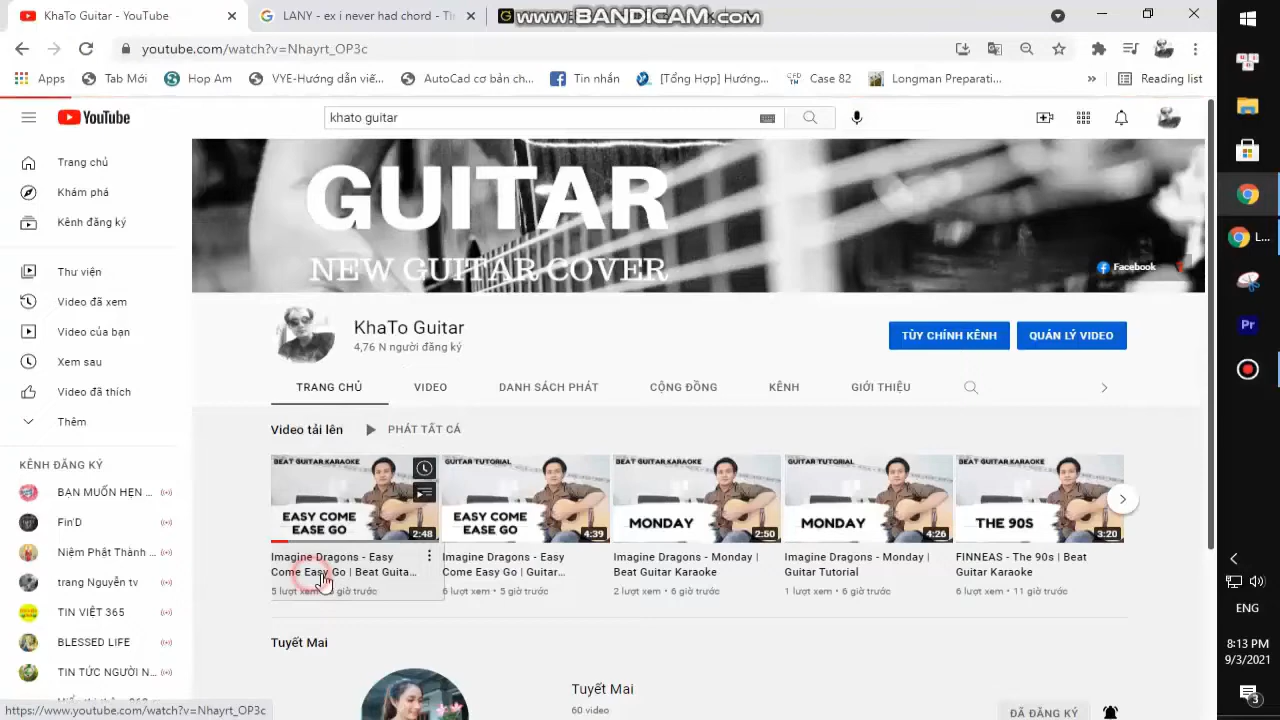 www.BANDICAM.com
KhaTo Guitar - YouTube
LANY - ex i never had chord - Ti
youtube.com/watch?v=Nhayrt_OP3c
Apps
Tab Mới
Hop Am
VYE-Hướng dẫn viế...
AutoCad cơ bản ch...
Tin nhắn
[Tổng Hợp] Hướng...
Case 82
Longman Preparati...
»
Reading list
YouTube
khato guitar
Trang chủ
Khám phá
Kênh đăng ký
Thư viện
Video đã xem
Video của bạn
Xem sau
Video đã thích
Thêm
KÊNH ĐĂNG KÝ
BẠN MUỐN HẸN ...
Fin'D
Niệm Phật Thành ...
trang Nguyễn tv
TIN VIỆT 365
BLESSED LIFE
TIN TỨC NGƯỜI N...
GUITAR
NEW GUITAR COVER
Facebook
KhaTo Guitar
4,76 N người đăng ký
TÙY CHỈNH KÊNH
QUẢN LÝ VIDEO
TRANG CHỦ
VIDEO
DANH SÁCH PHÁT
CỘNG ĐỒNG
KÊNH
GIỚI THIỆU
Video tải lên
PHÁT TẤT CẢ
BEAT GUITAR KARAOKE
EASY COME
EASE GO
2:48
GUITAR TUTORIAL
EASY COME
EASE GO
4:39
BEAT GUITAR KARAOKE
MONDAY
2:50
GUITAR TUTORIAL
MONDAY
4:26
BEAT GUITAR KARAOKE
THE 90S
3:20
Imagine Dragons - Easy
Come Easy Go | Beat Guita...
5 lượt xem giờ trước
Imagine Dragons - Easy
Come Easy Go | Guitar...
6 lượt xem • 5 giờ trước
Imagine Dragons - Monday |
Beat Guitar Karaoke
2 lượt xem • 6 giờ trước
Imagine Dragons - Monday |
Guitar Tutorial
1 lượt xem • 6 giờ trước
FINNEAS - The 90s | Beat
Guitar Karaoke
6 lượt xem • 11 giờ trước
Tuyết Mai
Tuyết Mai
60 video
ĐÃ ĐĂNG KÝ
https://www.youtube.com/watch?v=Nhayrt_OP3c
L...
Pr
ENG
8:13 PM
9/3/2021
3